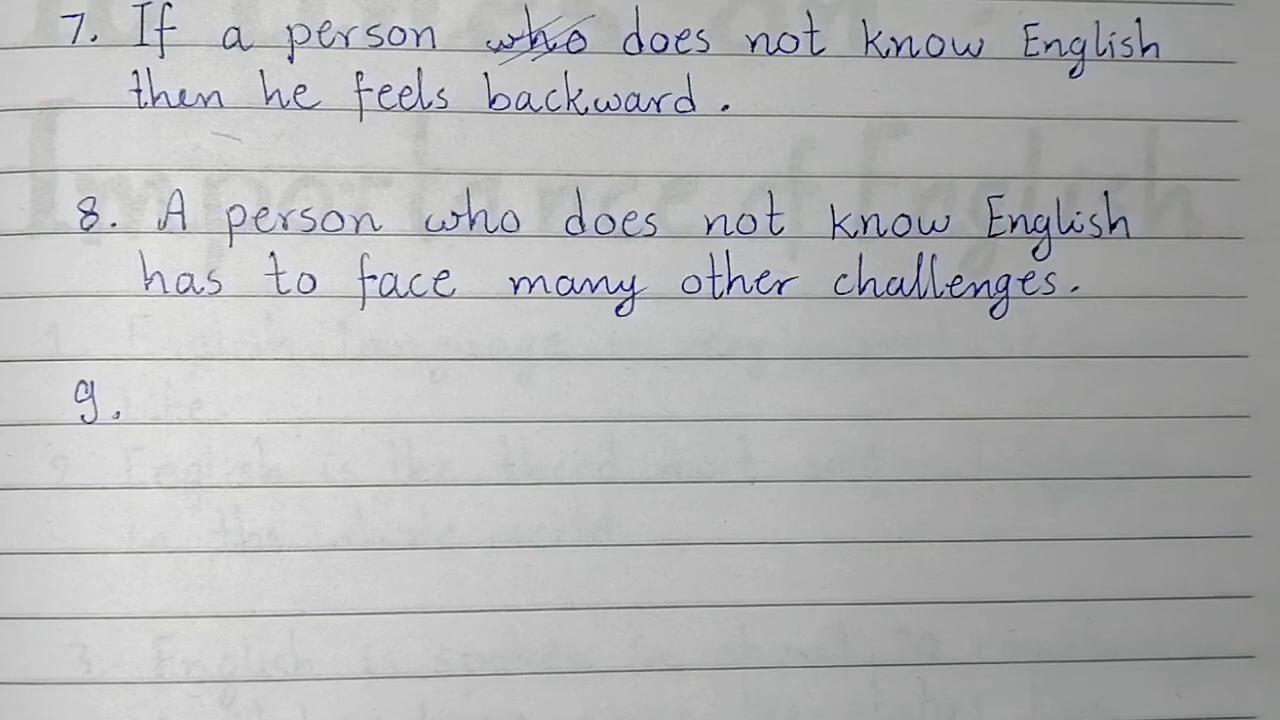 7. If a person who does not know English
then he feels backward.
8. A person who does not know English
has to face many other challenges.
9.